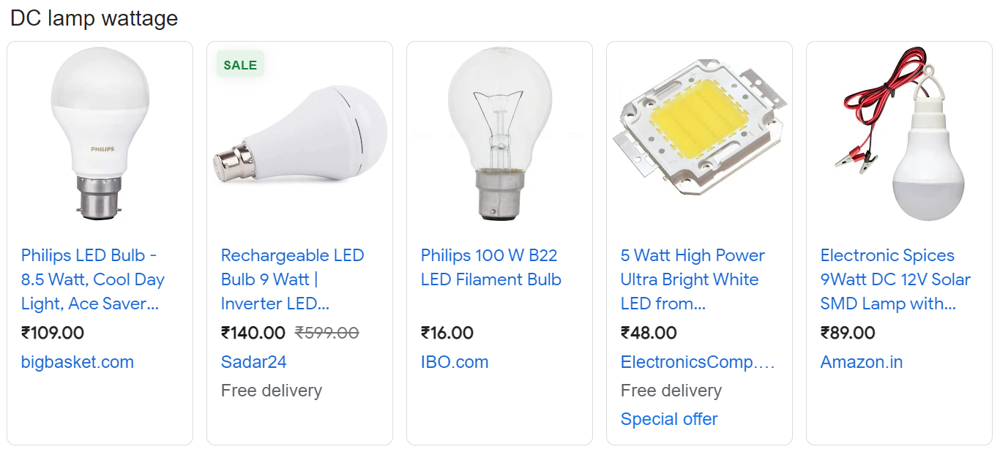 DC lamp wattage
PHILIPS
Philips LED Bulb -
8.5 Watt, Cool Day
Light, Ace Saver...
₹109.00
bigbasket.com
SALE
Rechargeable LED
Bulb 9 Watt |
Inverter LED...
₹140.00 ₹599.00
Sadar24
Free delivery
Philips 100 W B22
LED Filament Bulb
₹16.00
IBO.com
5 Watt High Power
Ultra Bright White
LED from...
₹48.00
ElectronicsComp....
Free delivery
Special offer
Electronic Spices
9Watt DC 12V Solar
SMD Lamp with...
₹89.00
Amazon.in